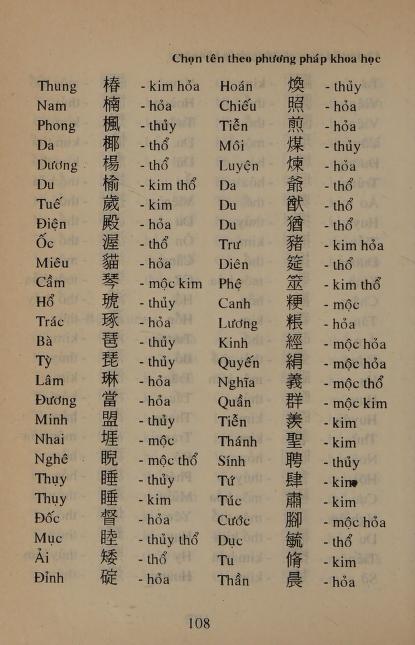 Chọn tên theo phương pháp khoa học
Thung 椿 - kim hỏa
Nam 楠 - hỏa
Phong 楓 - thủy
Da 椰 - thổ
Dương 楊 - thổ
Du 榆 - kim thổ
Tuế 歲 - kim
Điện 殿 - hỏa
Ốc 渥 - thổ
Miêu 貓 - hỏa
Cầm 琴 - mộc kim
Hổ 琥 - thủy
Trác 琢 - hỏa
Bà 琶 - thủy
Tỳ 琵 - thủy
Lâm 琳 - hỏa
Đương 當 - hỏa
Minh 盟 - thủy
Nhai 堐 - mộc
Nghê 睨 - mộc thổ
Thụy 睡 - thủy
Thụy 睡 - kim
Đốc 督 - hỏa
Mục 睦 - thủy thổ
Ải 矮 - thổ
Đỉnh 碇 - hỏa
Hoán 煥 - thủy
Chiếu 照 - hỏa
Tiễn 煎 - hỏa
Môi 煤 - thủy
Luyện 煉 - hỏa
Da 爺 - thổ
Du 猷 - thổ
Du 猶 - thổ
Trư 豬 - kim hỏa
Diên 筵 - thổ
Phệ 筮 - kim thổ
Canh 粳 - mộc
Lương 粻 - hỏa
Kinh 經 - mộc hỏa
Quyến 絹 - mộc hỏa
Nghĩa 義 - mộc thổ
Quần 群 - mộc kim
Tiễn 羨 - kim
Thánh 聖 - kim
Sính 聘 - thủy
Tứ 肆 - kim
Túc 肅 - kim
Cước 腳 - mộc hỏa
Dục 毓 - thổ
Tu 脩 - kim
Thần 晨 - hỏa
108